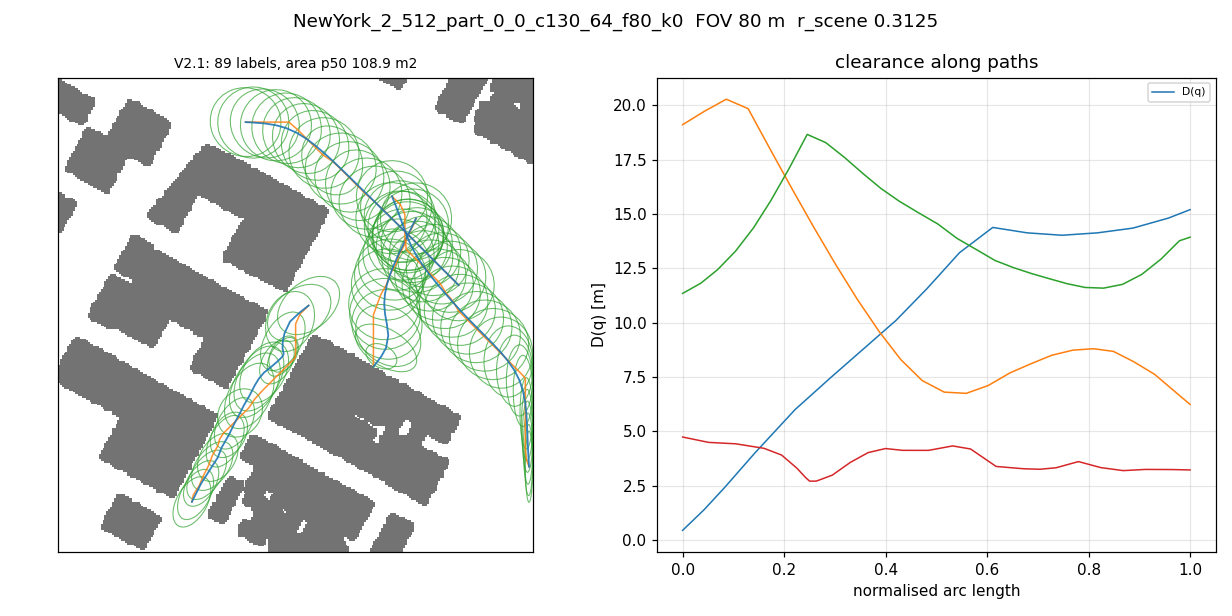 NewYork_2_512_part_0_0_c130_64_f80_k0  FOV 80 m  r_scene 0.3125
V2.1: 89 labels, area p50 108.9 m2
clearance along paths
D(q)
D(q) [m]
20.0
17.5
15.0
12.5
10.0
7.5
5.0
2.5
0.0
0.0 0.2 0.4 0.6 0.8 1.0
normalised arc length